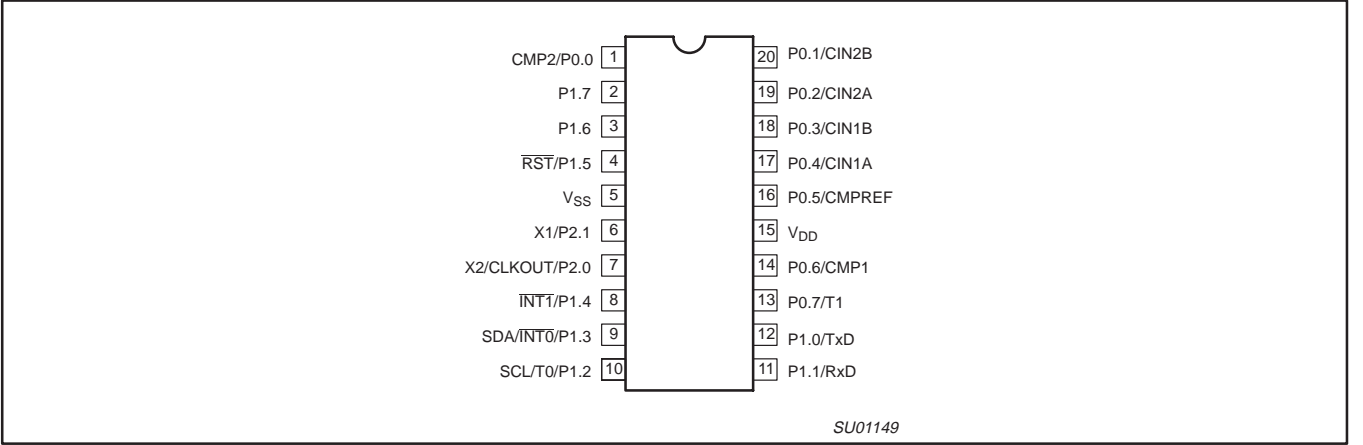 CMP2/P0.0 1 20 P0.1/CIN2B
P1.7 2 19 P0.2/CIN2A
P1.6 3 18 P0.3/CIN1B
R̅S̅T̅/P1.5 4 17 P0.4/CIN1A
VSS 5 16 P0.5/CMPREF
X1/P2.1 6 15 VDD
X2/CLKOUT/P2.0 7 14 P0.6/CMP1
I̅N̅T̅1̅/P1.4 8 13 P0.7/T1
SDA/I̅N̅T̅0̅/P1.3 9 12 P1.0/TxD
SCL/T0/P1.2 10 11 P1.1/RxD
SU01149